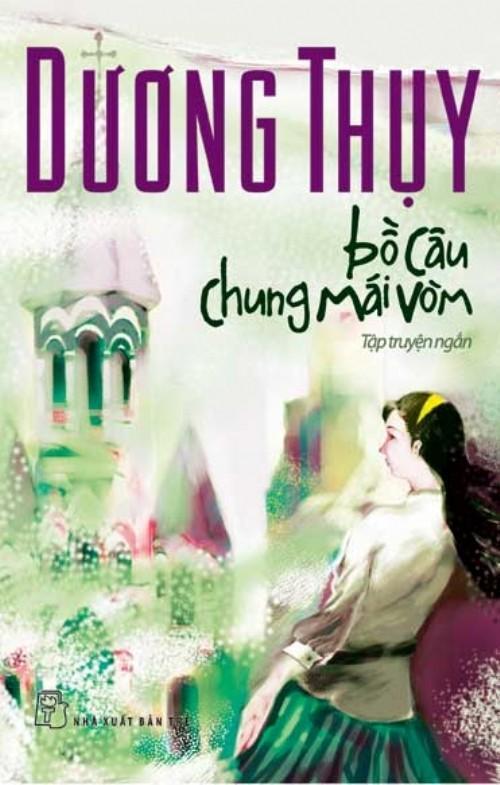 DƯƠNG THỤY
bồ câu
chung mái vòm
Tập truyện ngắn
NHÀ XUẤT BẢN TRẺ